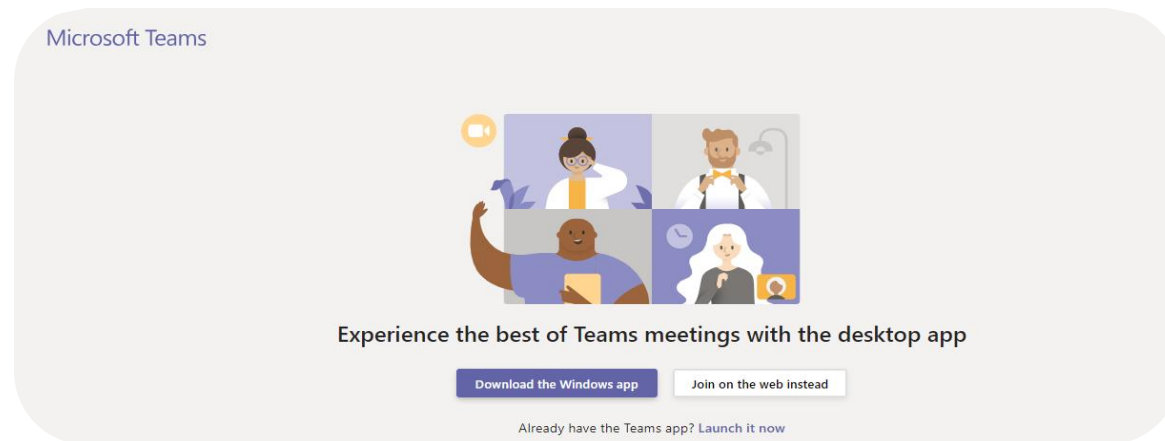 Microsoft Teams
Experience the best of Teams meetings with the desktop app
Download the Windows app
Join on the web instead
Already have the Teams app? Launch it now